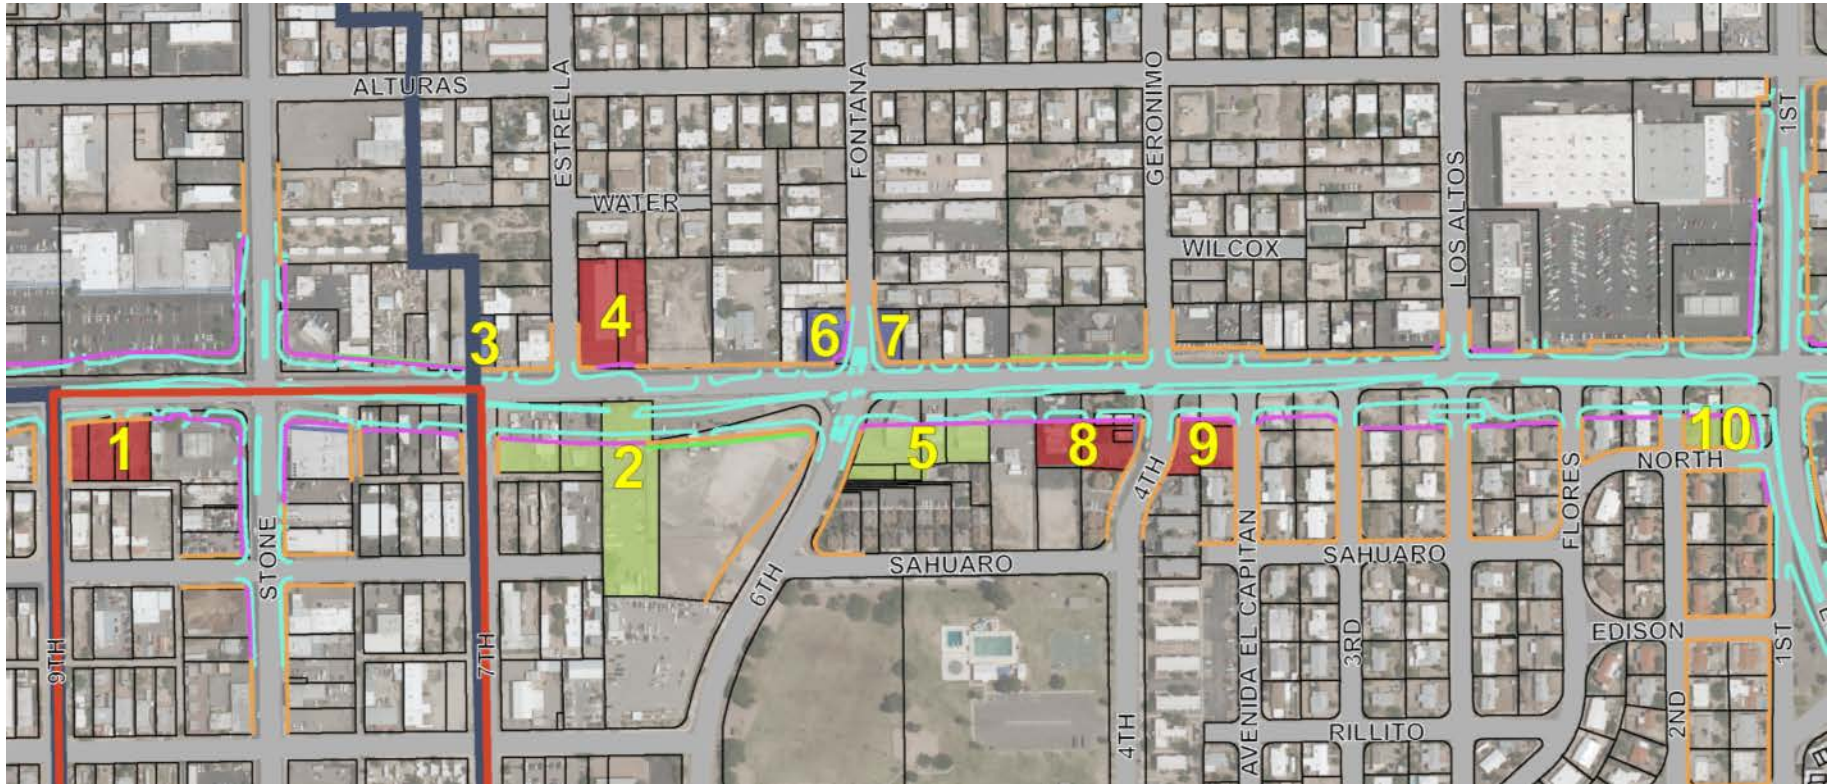 1ST
ALTURAS
ESTRELLA
FONTANA
GERONIMO
LOS ALTOS
WATER
WILCOX
3
4
6
7
1
2
5
8
9
10
4TH
NORTH
STONE
6TH
SAHUARO
AVENIDA EL CAPITAN
SAHUARO
FLORES
9TH
7TH
4TH
3RD
EDISON
2ND
1ST
RILLITO